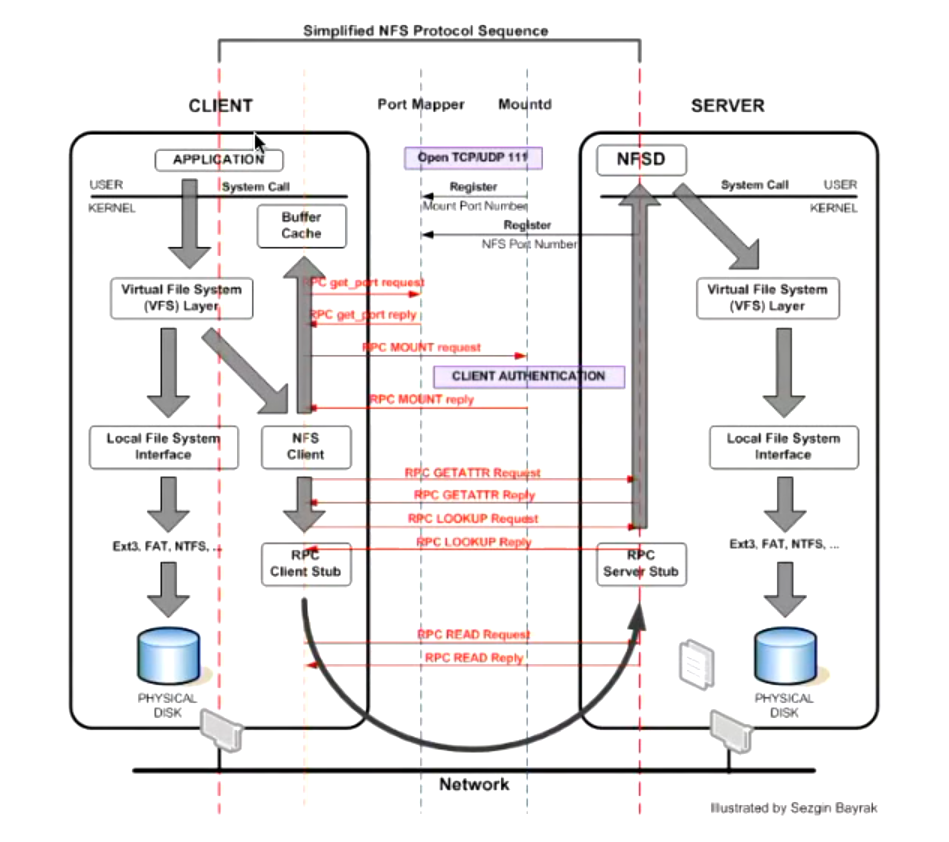 Simplified NFS Protocol Sequence
CLIENT
Port Mapper
Mountd
SERVER
APPLICATION
Open TCP/UDP 111
NFSD
USER
System Call
Register
System Call
USER
KERNEL
Mount Port Number
KERNEL
Buffer
Cache
Register
NFS Port Number
Virtual File System
(VFS) Layer
RPC get_port request
Virtual File System
(VFS) Layer
RPC get_port reply
RPC MOUNT request
CLIENT AUTHENTICATION
RPC MOUNT reply
Local File System
Interface
NFS
Client
Local File System
Interface
RPC GETATTR Request
RPC GETATTR Reply
RPC LOOKUP Request
RPC LOOKUP Reply
Ext3, FAT, NTFS, ...
RPC
Client Stub
RPC
Server Stub
Ext3, FAT, NTFS, ...
RPC READ Request
RPC READ Reply
PHYSICAL
DISK
PHYSICAL
DISK
Network
Illustrated by Sezgin Bayrak